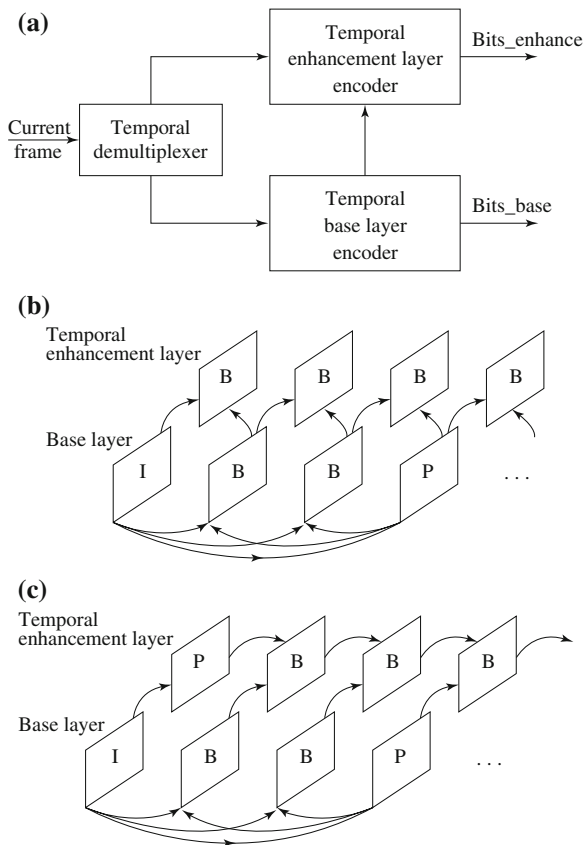 (a)
Temporal
enhancement layer
encoder
Bits_enhance
Current
frame
Temporal
demultiplexer
Temporal
base layer
encoder
Bits_base
(b)
Temporal
enhancement layer
B
B
B
B
Base layer
I
B
B
P
. . .
(c)
Temporal
enhancement layer
P
B
B
B
Base layer
I
B
B
P
. . .